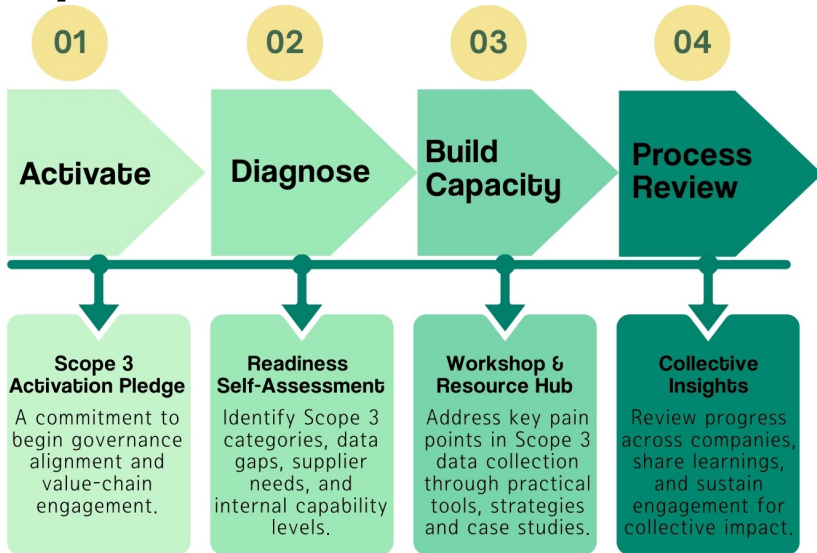 01
02
03
04
Activate
Diagnose
Build
Capacity
Process
Review
Scope 3
Activation Pledge
A commitment to
begin governance
alignment and
value-chain
engagement.
Readiness
Self-Assessment
Identify Scope 3
categories, data
gaps, supplier
needs, and
internal capability
levels.
Workshop &
Resource Hub
Address key pain
points in Scope 3
data collection
through practical
tools, strategies
and case studies.
Collective
Insights
Review progress
across companies,
share learnings,
and sustain
engagement for
collective impact.